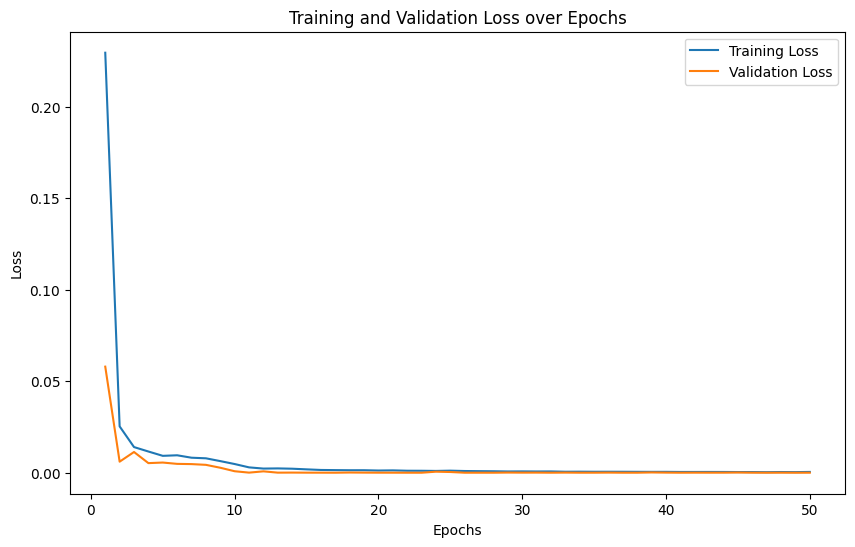 Training and Validation Loss over Epochs
Training Loss
Validation Loss
0.20
0.15
0.10
0.05
0.00
Loss
0 10 20 30 40 50
Epochs